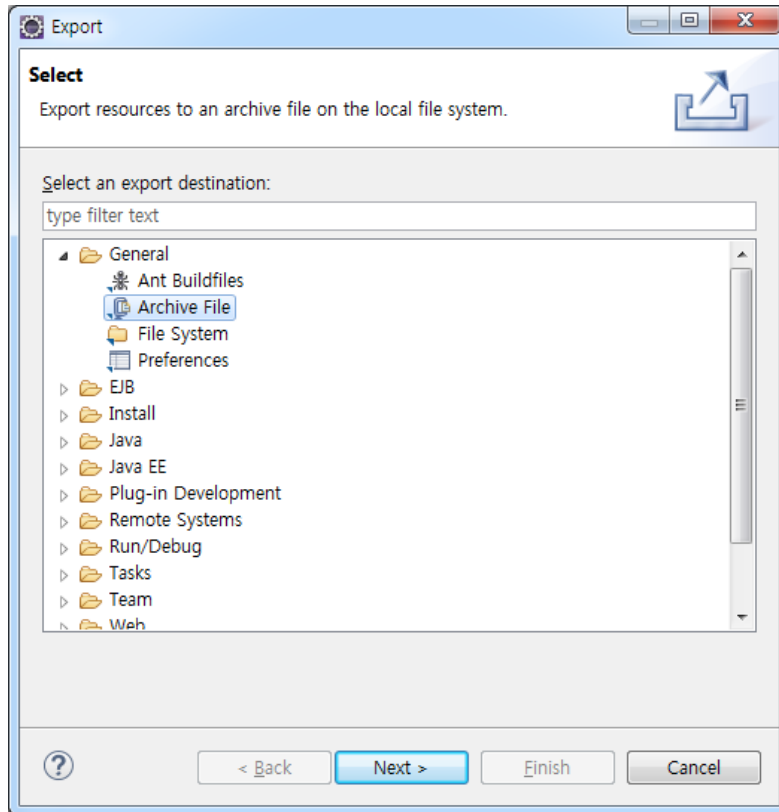 Export
Select
Export resources to an archive file on the local file system.
Select an export destination:
type filter text
General
Ant Buildfiles
Archive File
File System
Preferences
EJB
Install
Java
Java EE
Plug-in Development
Remote Systems
Run/Debug
Tasks
Team
Web
? < Back Next > Finish Cancel